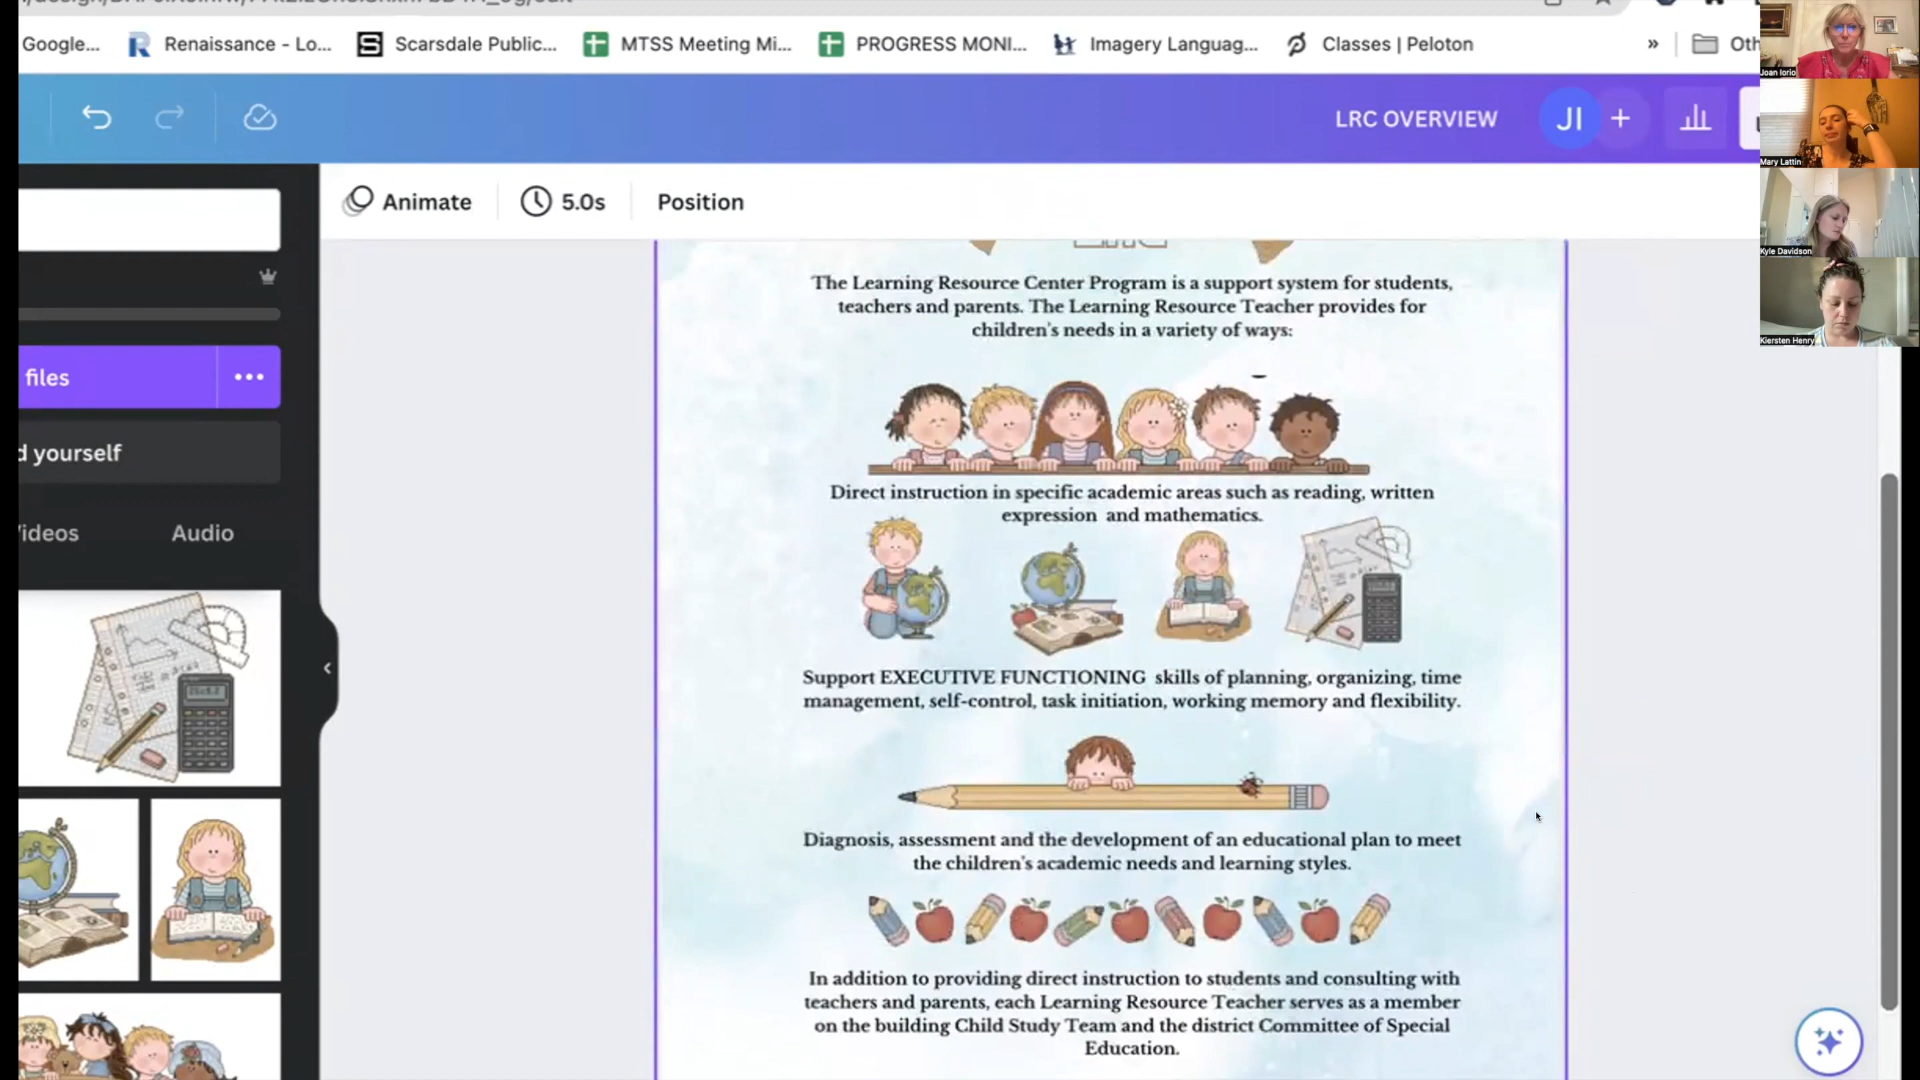 Google...
Renaissance - Lo...
Scarsdale Public...
MTSS Meeting Mi...
PROGRESS MONI...
Imagery Languag...
Classes | Peloton
»
LRC OVERVIEW
JI
+
Joan Iorio
Mary Lattin
Kyle Davidson
Kiersten Henry
Animate
5.0s
Position
files
d yourself
Audio
The Learning Resource Center Program is a support system for students,
teachers and parents. The Learning Resource Teacher provides for
children's needs in a variety of ways:
Direct instruction in specific academic areas such as reading, written
expression and mathematics.
Support EXECUTIVE FUNCTIONING skills of planning, organizing, time
management, self-control, task initiation, working memory and flexibility.
Diagnosis, assessment and the development of an educational plan to meet
the children's academic needs and learning styles.
In addition to providing direct instruction to students and consulting with
teachers and parents, each Learning Resource Teacher serves as a member
on the building Child Study Team and the district Committee of Special
Education.